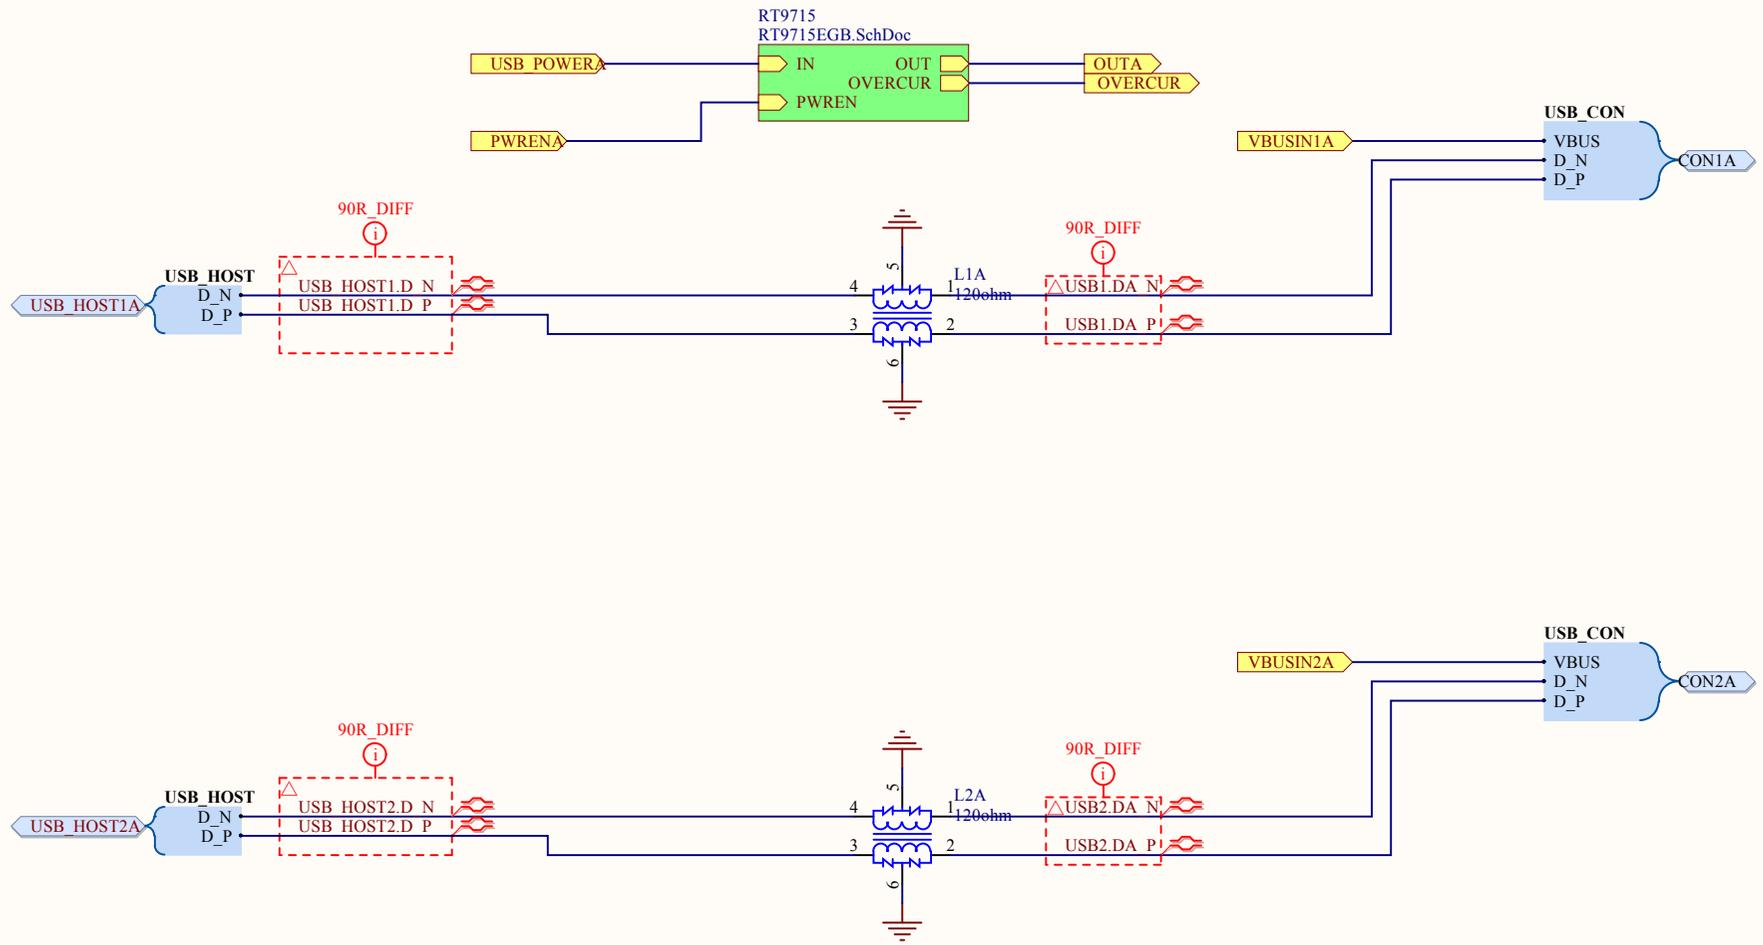 RT9715
RT9715EGB.SchDoc
USB_POWERA
IN
OUT
OUTA
OVERCUR
OVERCUR
PWREN
PWRENA
USB_CON
VBUSIN1A
VBUS
D_N
D_P
CON1A
90R_DIFF
i
90R_DIFF
i
USB_HOST
D_N
D_P
USB_HOST1A
USB_HOST1.D_N
USB_HOST1.D_P
5
4
1
3
2
6
L1A
120ohm
USB1.DA_N
USB1.DA_P
USB_CON
VBUSIN2A
VBUS
D_N
D_P
CON2A
90R_DIFF
i
90R_DIFF
i
USB_HOST
D_N
D_P
USB_HOST2A
USB_HOST2.D_N
USB_HOST2.D_P
5
4
1
3
2
6
L2A
120ohm
USB2.DA_N
USB2.DA_P